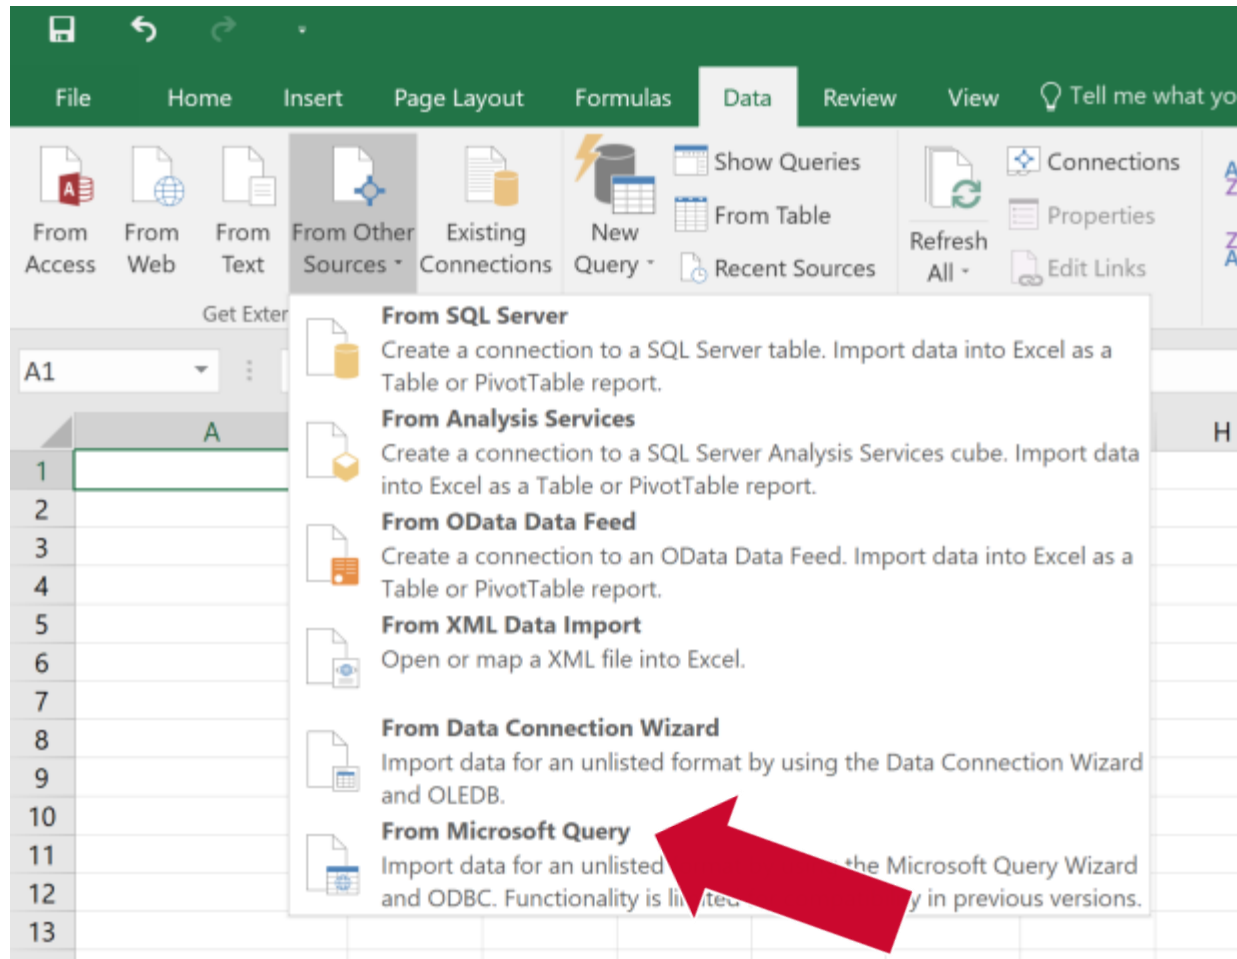 File Home Insert Page Layout Formulas Data Review View Tell me what yo
Show Queries
Connections
From Table
Properties
Recent Sources
Edit Links
From Access
From Web
From Text
From Other Sources
Existing Connections
New Query
Refresh All
A
Z
Z
A
Get Exter
A1
A H
1
2
3
4
5
6
7
8
9
10
11
12
13
From SQL Server
Create a connection to a SQL Server table. Import data into Excel as a
Table or PivotTable report.
From Analysis Services
Create a connection to a SQL Server Analysis Services cube. Import data
into Excel as a Table or PivotTable report.
From OData Data Feed
Create a connection to an OData Data Feed. Import data into Excel as a
Table or PivotTable report.
From XML Data Import
Open or map a XML file into Excel.
From Data Connection Wizard
Import data for an unlisted format by using the Data Connection Wizard
and OLEDB.
From Microsoft Query
Import data for an unlisted the Microsoft Query Wizard
and ODBC. Functionality is in previous versions.